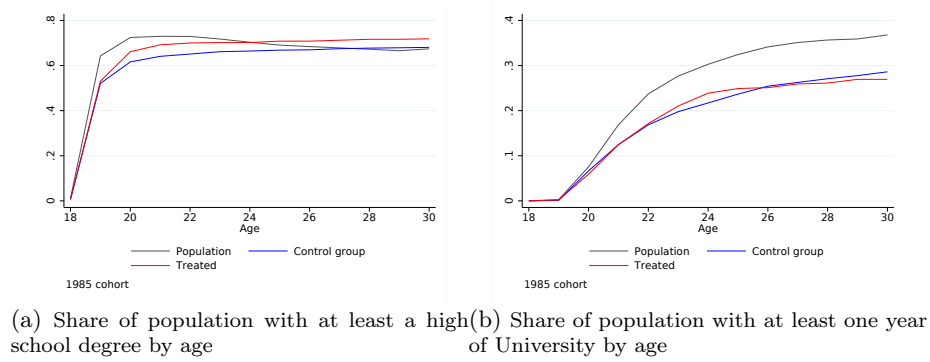 .8
.6
.4
.2
0
18 20 22 24 26 28 30
Age
Population Control group
Treated
1985 cohort
(a) Share of population with at least a high
school degree by age
.4
.3
.2
.1
0
18 20 22 24 26 28 30
Age
Population Control group
Treated
1985 cohort
(b) Share of population with at least one year
of University by age